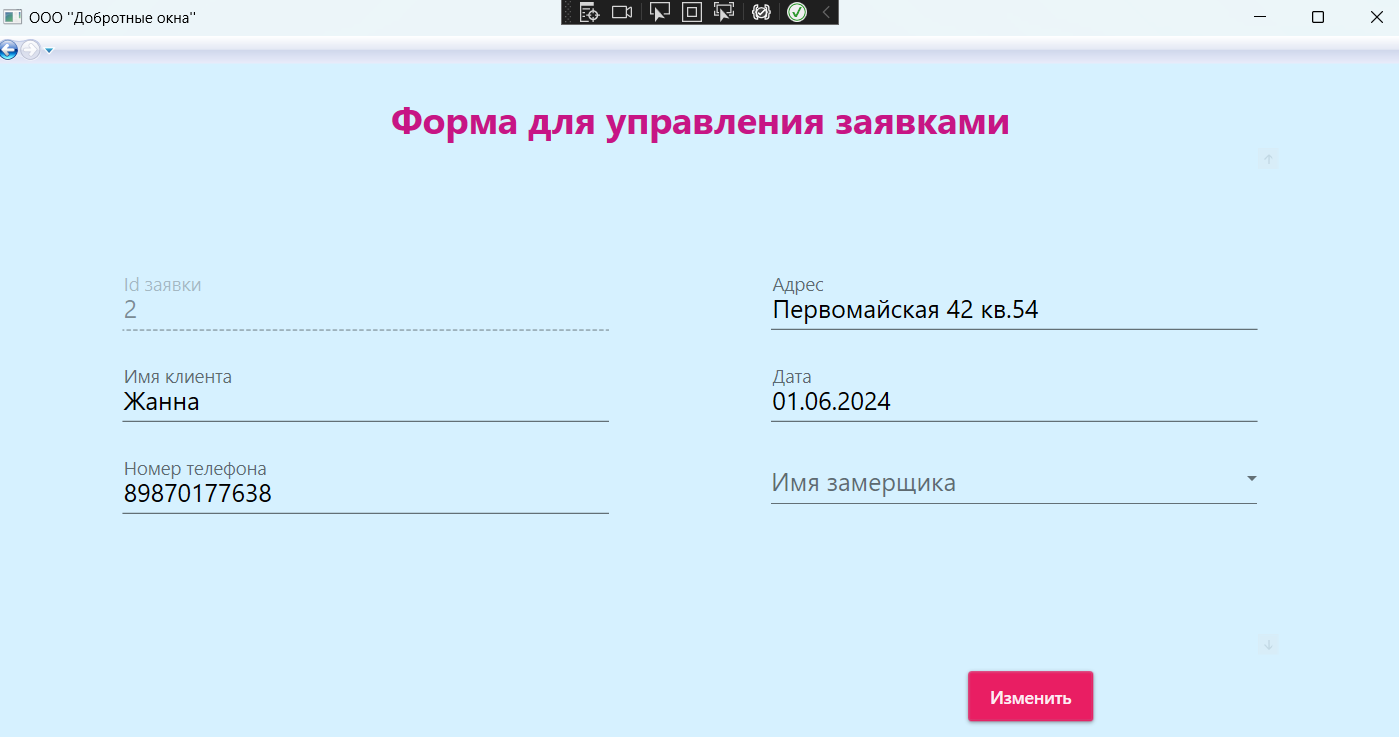 ООО "Добротные окна"
Форма для управления заявками
Id заявки
2
Адрес
Первомайская 42 кв.54
Имя клиента
Жанна
Дата
01.06.2024
Номер телефона
89870177638
Имя замерщика
Изменить